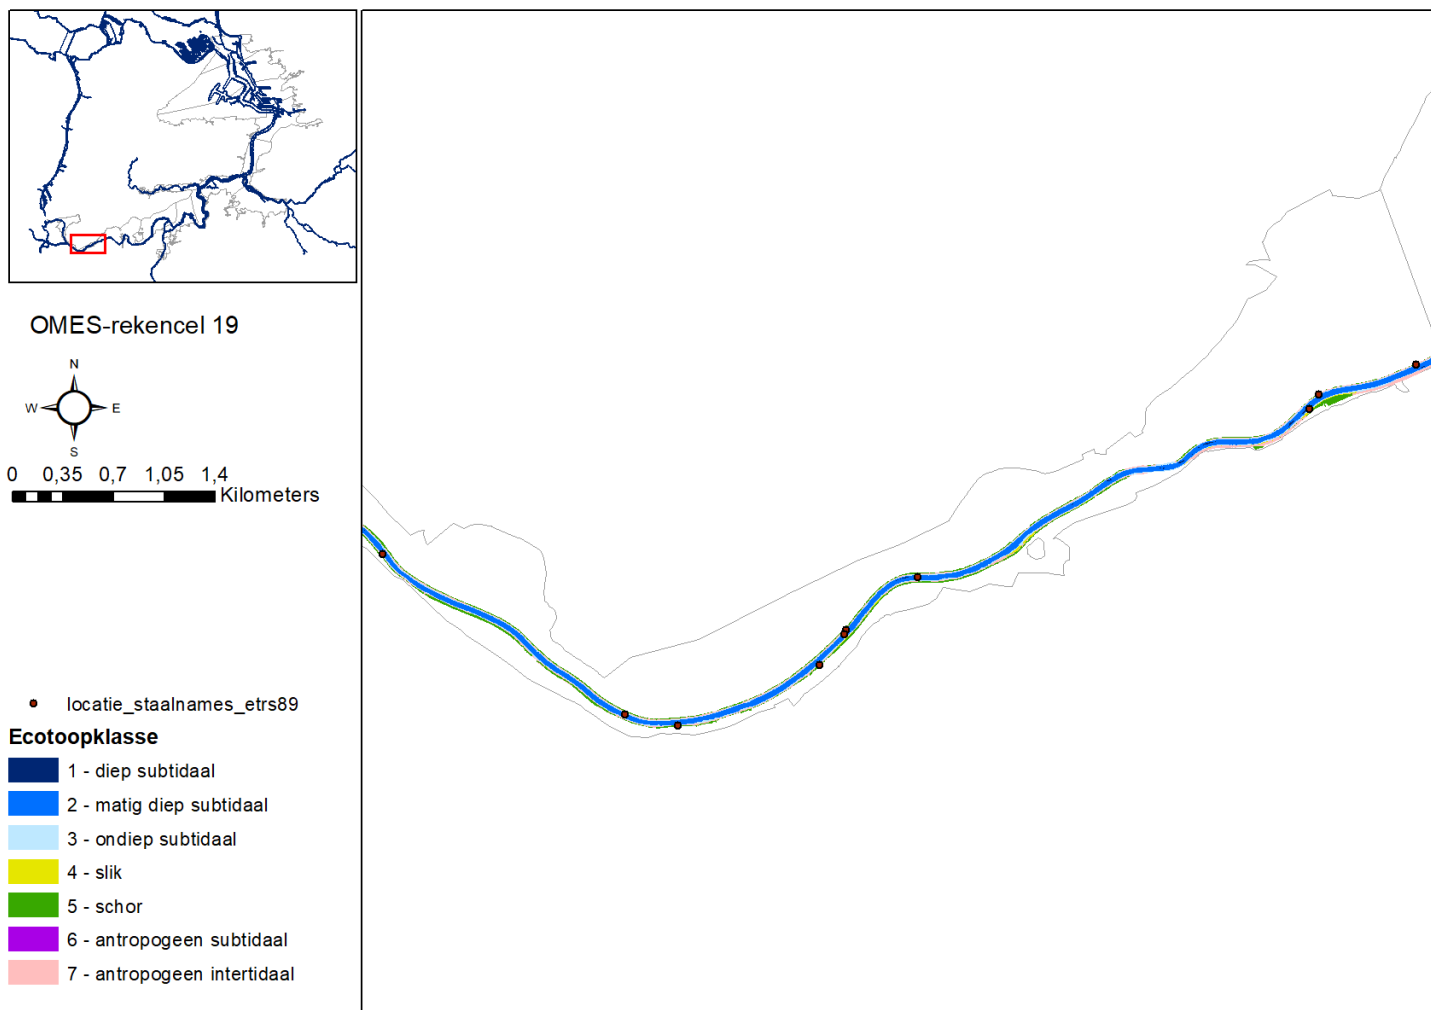 OMES-rekencel 19
N
W E
S
0 0,35 0,7 1,05 1,4
Kilometers
locatie_staalnames_etrs89
Ecotoopklasse
1 - diep subtidaal
2 - matig diep subtidaal
3 - ondiep subtidaal
4 - slik
5 - schor
6 - antropogeen subtidaal
7 - antropogeen intertidaal